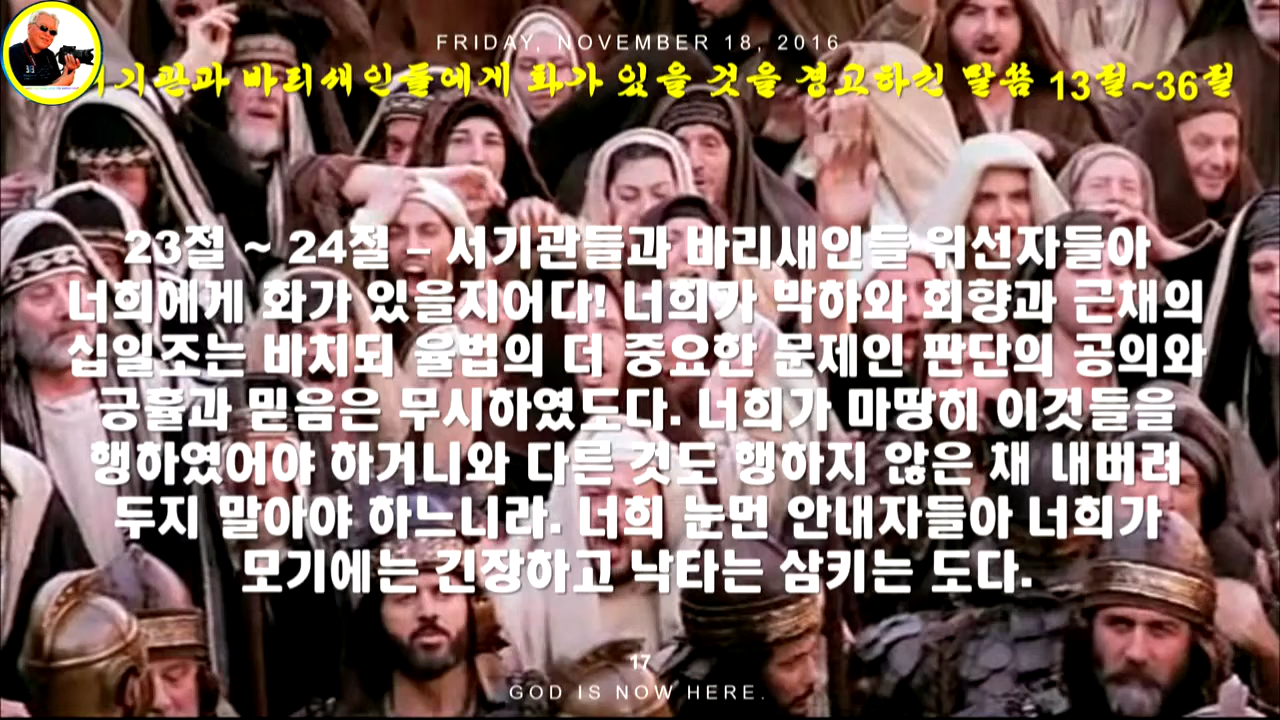 FRIDAY, NOVEMBER 18, 2016
서기관과 바리새인들에게 화가 있을 것을 경고하신 말씀 13절~36절
23절 ~ 24절 – 서기관들과 바리새인들 위선자들아
너희에게 화가 있을지어다! 너희가 박하와 회향과 근채의
십일조는 바치되 율법의 더 중요한 문제인 판단의 공의와
긍휼과 믿음은 무시하였도다. 너희가 마땅히 이것들을
행하였어야 하거니와 다른 것도 행하지 않은 채 내버려
두지 말아야 하느니라. 너희 눈먼 안내자들아 너희가
모기에는 긴장하고 낙타는 삼키는 도다.
17
GOD IS NOW HERE.